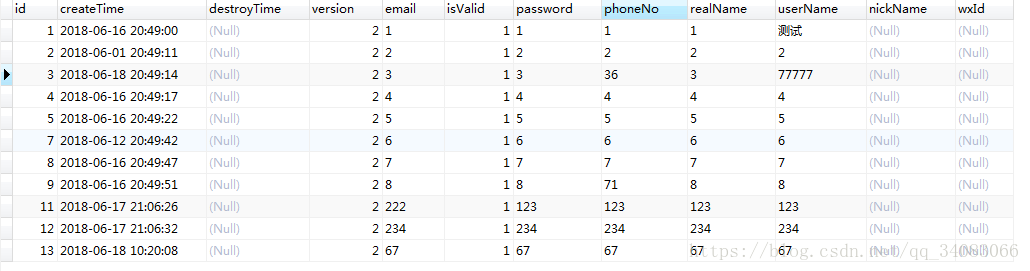 id createTime destroyTime version email isValid password phoneNo realName userName nickName wxId
1 2018-06-16 20:49:00 (Null) 2 1 1 1 1 1 测试 (Null) (Null)
2 2018-06-01 20:49:11 (Null) 2 2 1 2 2 2 2 (Null) (Null)
3 2018-06-18 20:49:14 (Null) 2 3 1 3 36 3 77777 (Null) (Null)
4 2018-06-16 20:49:17 (Null) 2 4 1 4 4 4 4 (Null) (Null)
5 2018-06-16 20:49:22 (Null) 2 5 1 5 5 5 5 (Null) (Null)
7 2018-06-12 20:49:42 (Null) 2 6 1 6 6 6 6 (Null) (Null)
8 2018-06-16 20:49:47 (Null) 2 7 1 7 7 7 7 (Null) (Null)
9 2018-06-16 20:49:51 (Null) 2 8 1 8 71 8 8 (Null) (Null)
11 2018-06-17 21:06:26 (Null) 2 222 1 123 123 123 123 (Null) (Null)
12 2018-06-17 21:06:32 (Null) 2 234 1 234 234 234 234 (Null) (Null)
13 2018-06-18 10:20:08 (Null) 2 67 1 67 67 67 67 (Null) (Null)
https://blog.csdn.net/qq_34083066